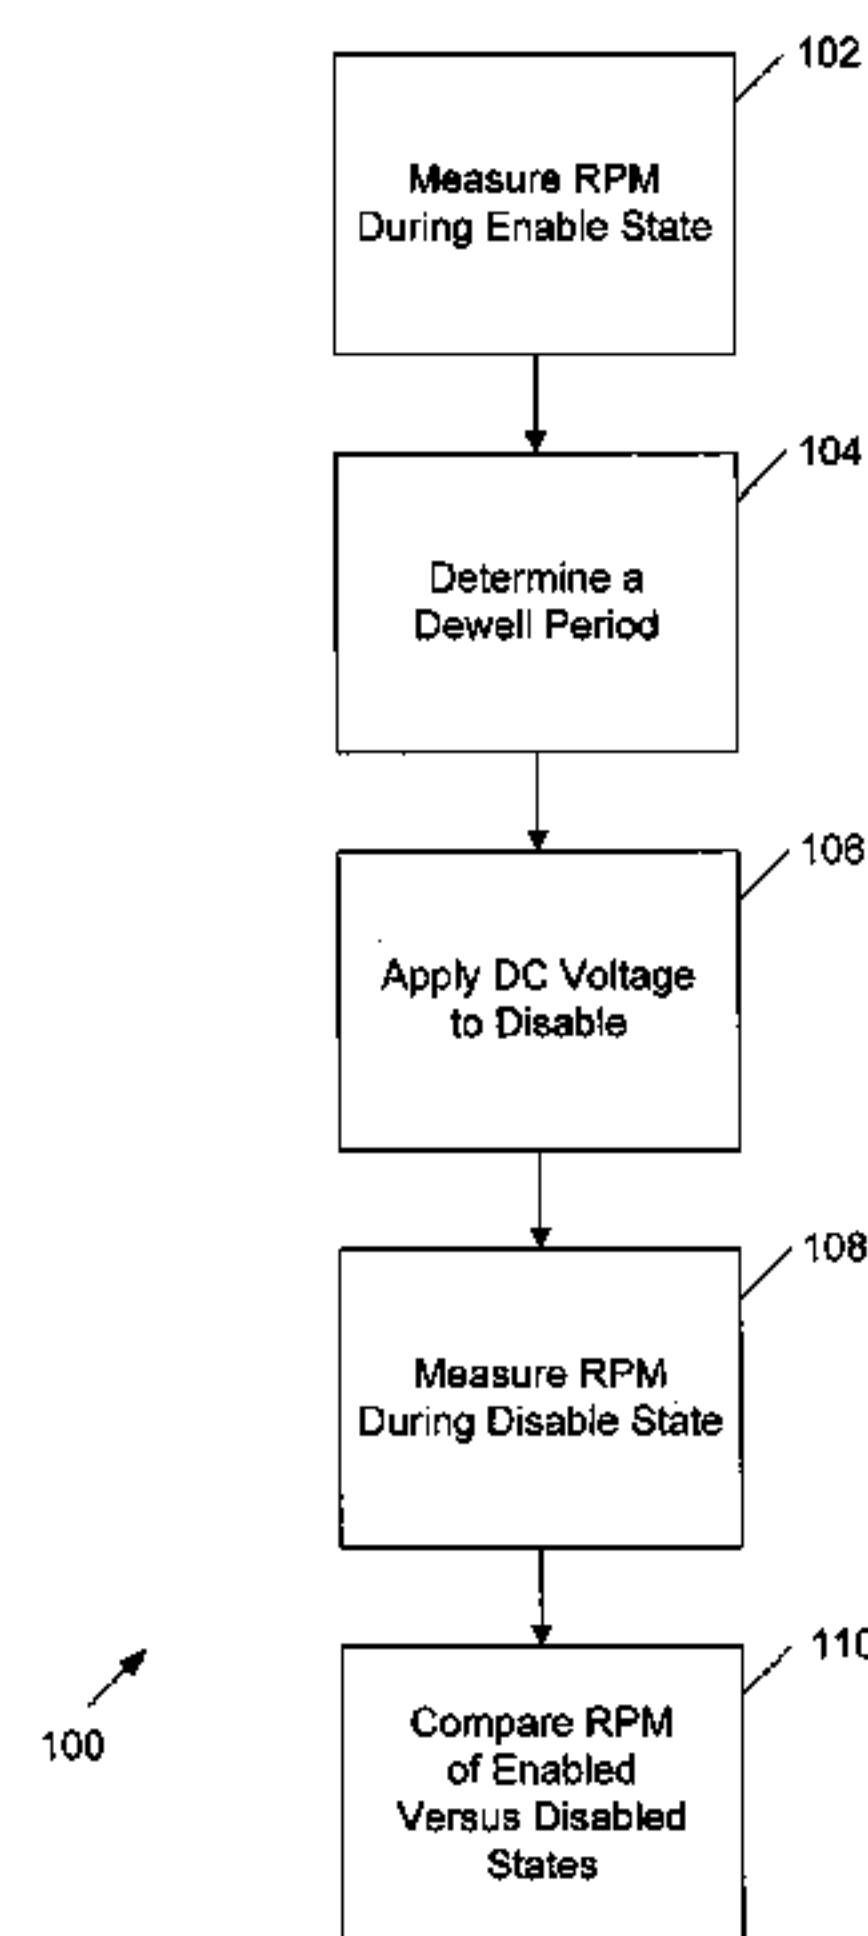 102
Measure RPM
During Enable State
104
Determine a
Dewell Period
106
Apply DC Voltage
to Disable
108
Measure RPM
During Disable State
110
100
Compare RPM
of Enabled
Versus Disabled
States